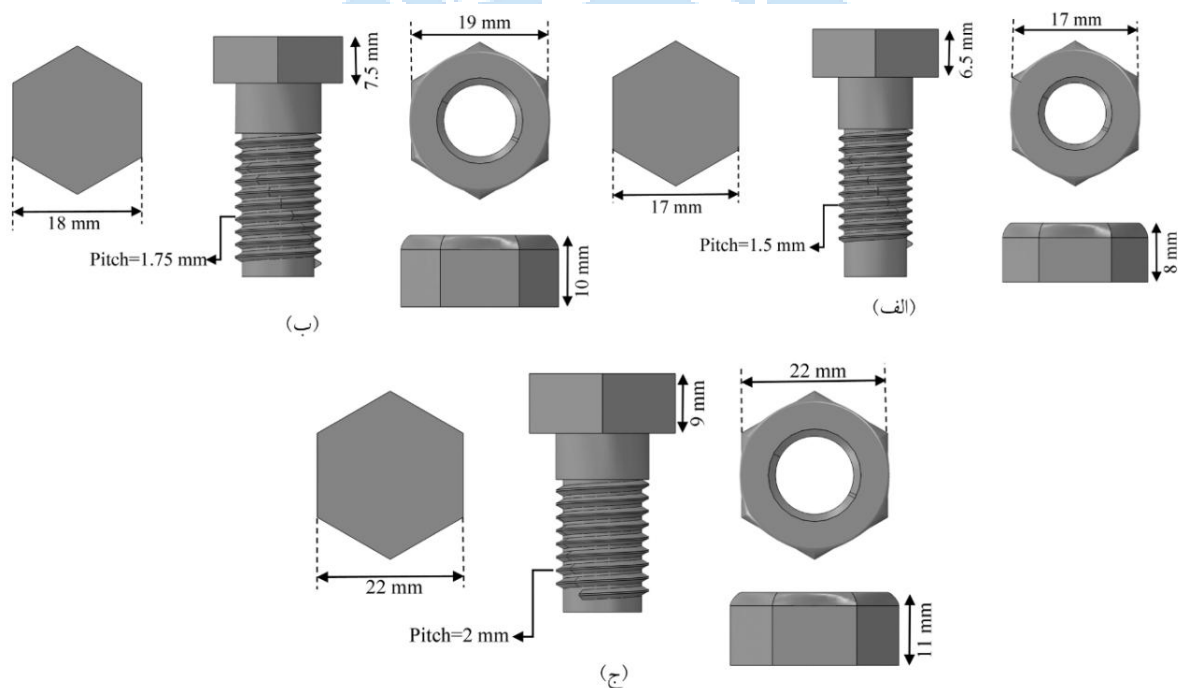 19 mm
7.5 mm
18 mm
Pitch=1.75 mm
10 mm
(ب)
17 mm
6.5 mm
17 mm
Pitch=1.5 mm
8 mm
(الف)
22 mm
9 mm
22 mm
Pitch=2 mm
11 mm
(ج)